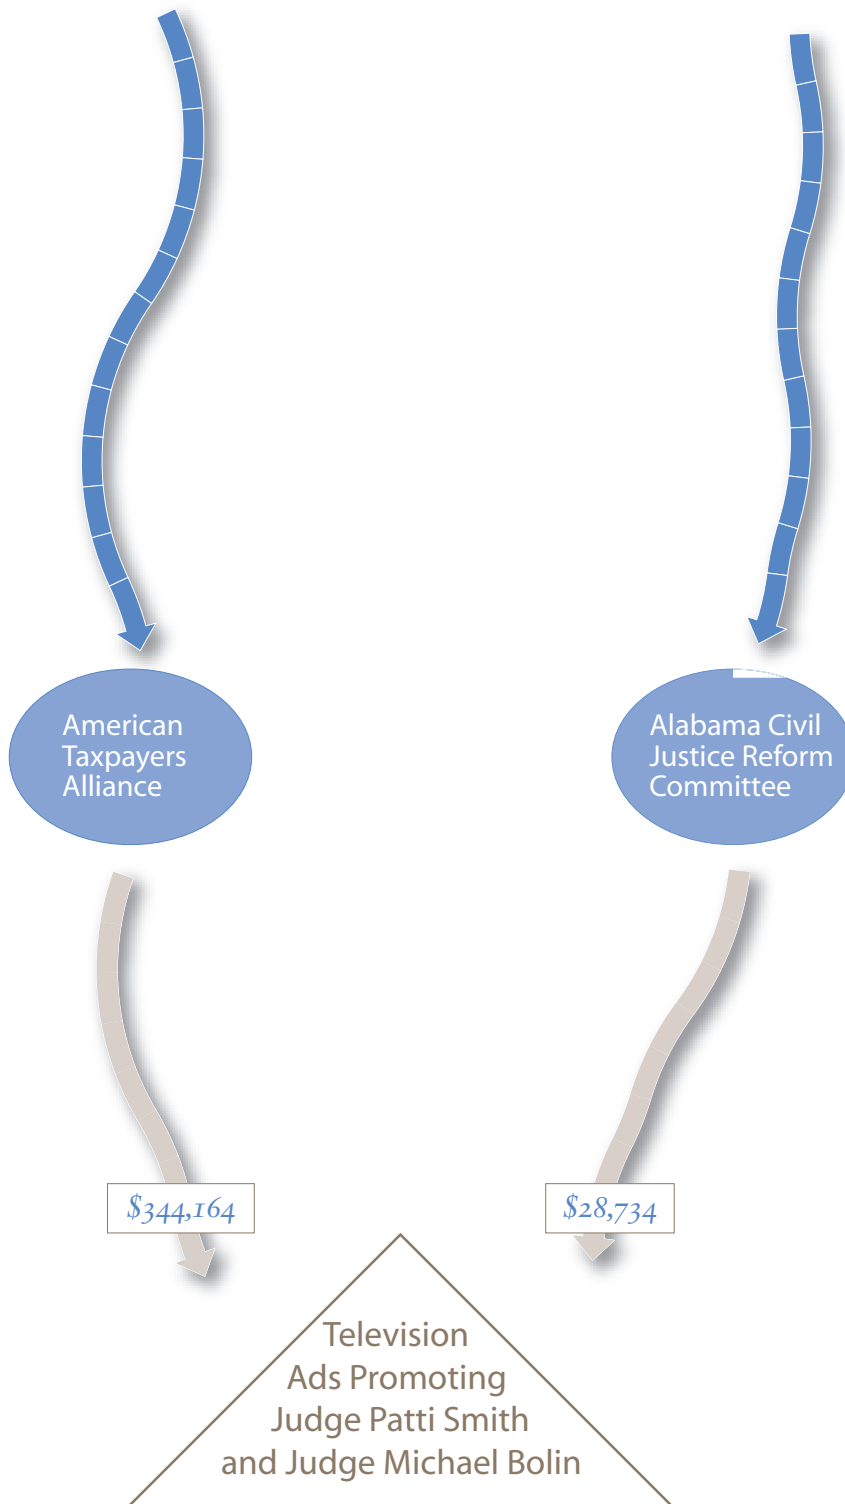 American
Taxpayers
Alliance
Alabama Civil
Justice Reform
Committee
$344,164
$28,734
Television
Ads Promoting
Judge Patti Smith
and Judge Michael Bolin